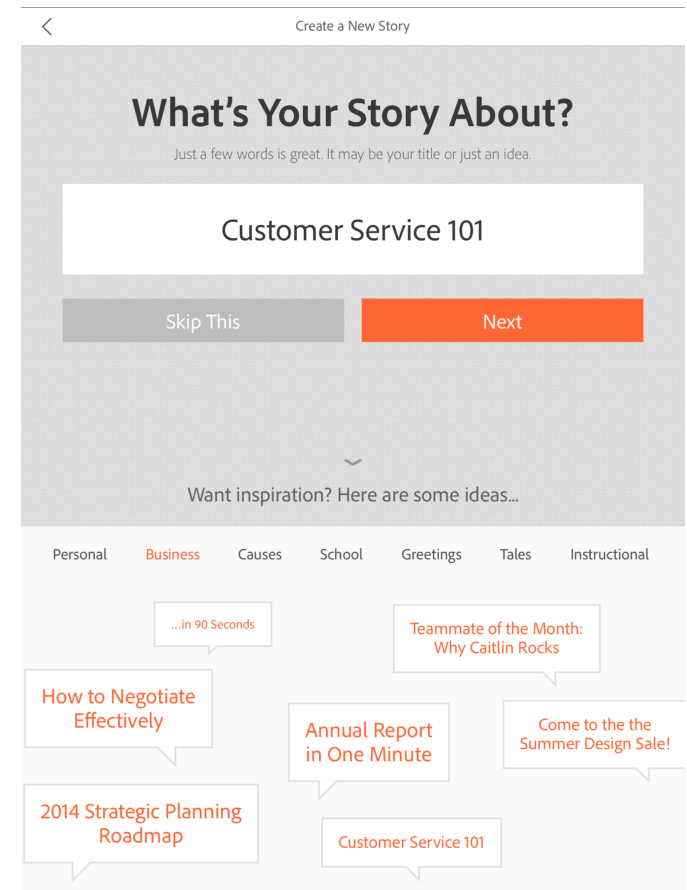 Create a New Story
What's Your Story About?
Just a few words is great. It may be your title or just an idea.
Customer Service 101
Skip This
Next
Want inspiration? Here are some ideas...
Personal Business Causes School Greetings Tales Instructional
...in 90 Seconds
Teammate of the Month:
Why Caitlin Rocks
How to Negotiate
Effectively
Annual Report
in One Minute
Come to the the
Summer Design Sale!
2014 Strategic Planning
Roadmap
Customer Service 101